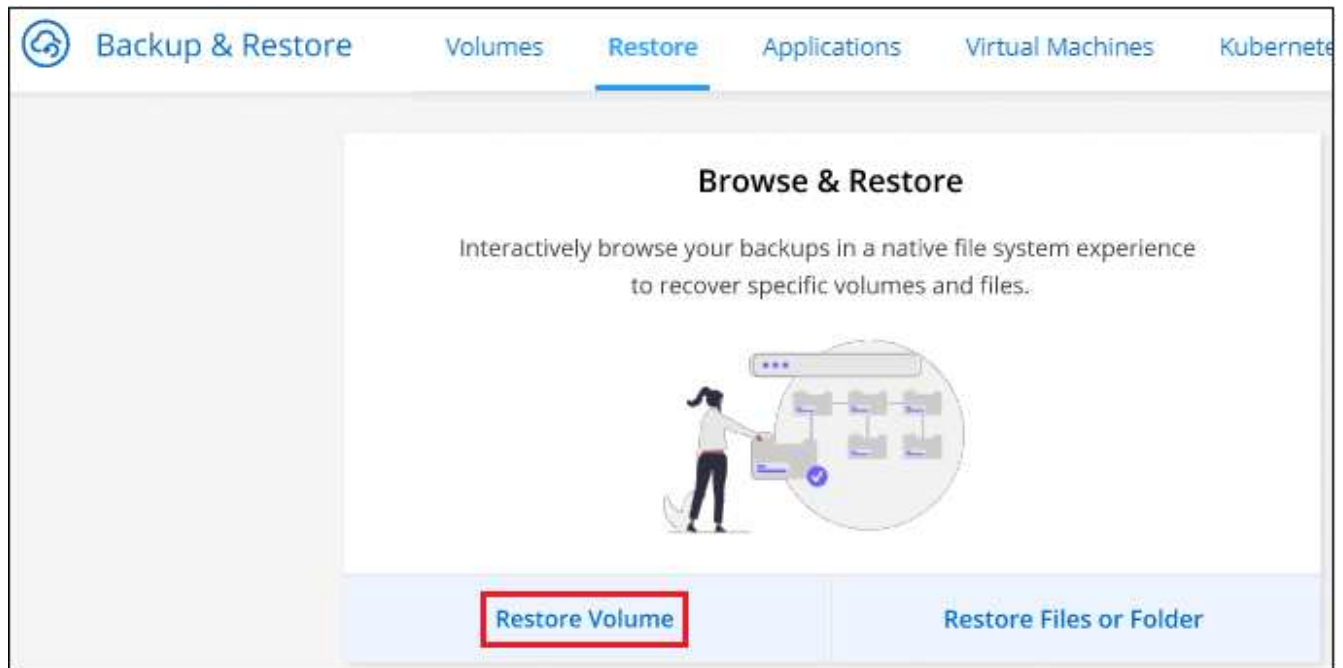 Backup & Restore Volumes Restore Applications Virtual Machines Kubernete
Browse & Restore
Interactively browse your backups in a native file system experience
to recover specific volumes and files.
Restore Volume Restore Files or Folder